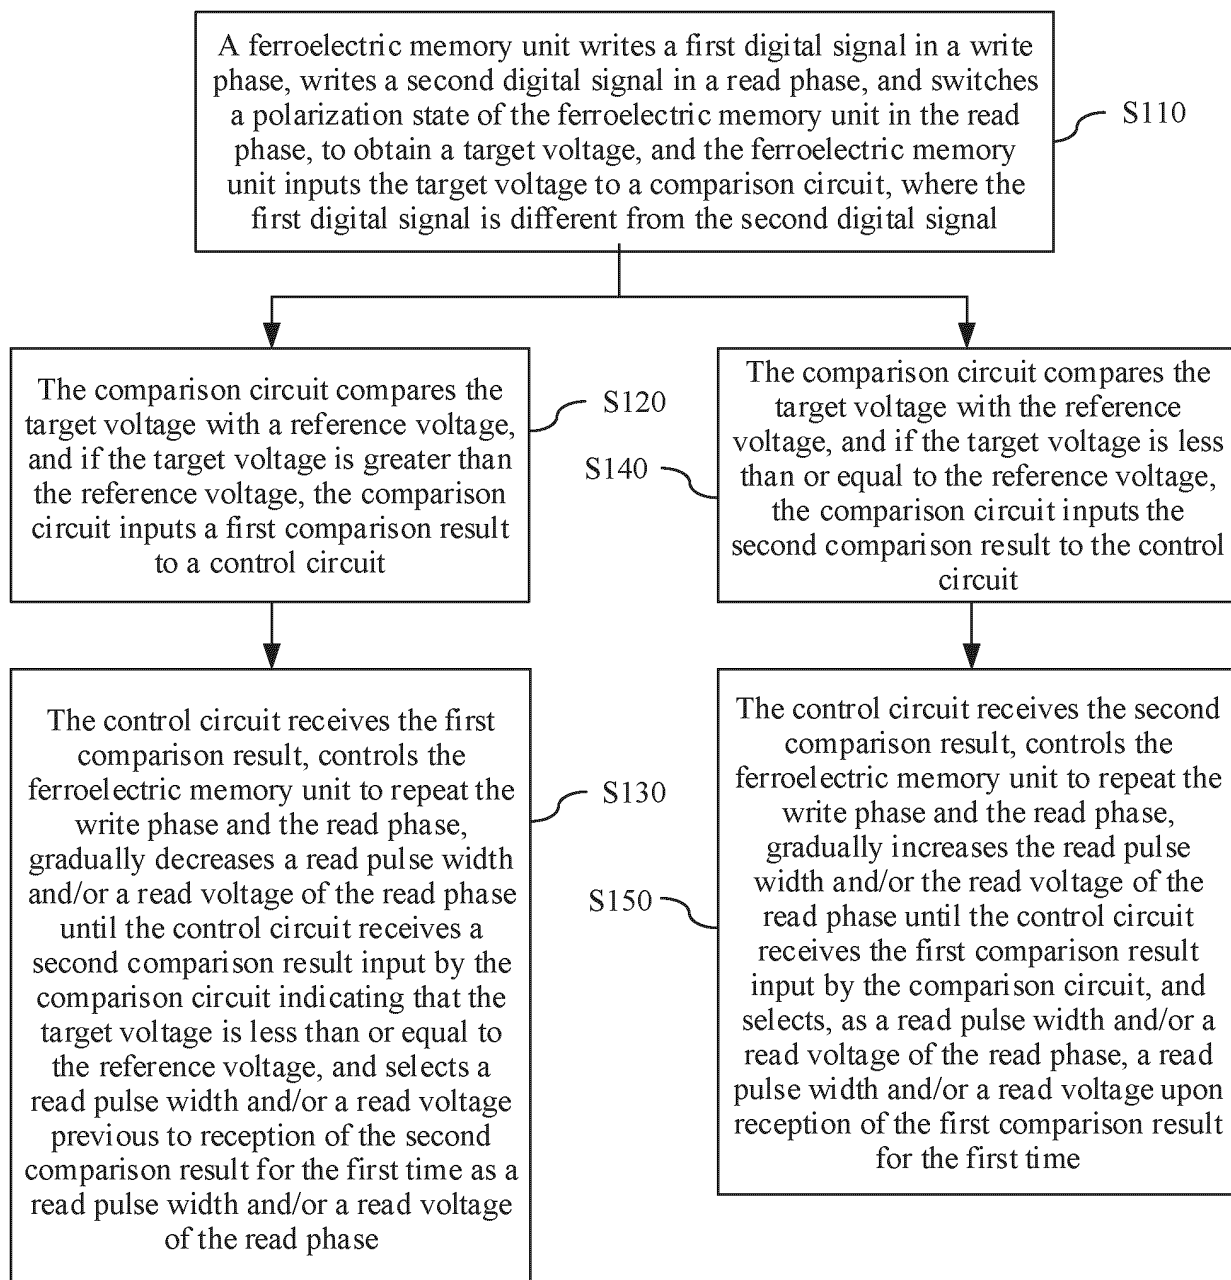 A ferroelectric memory unit writes a first digital signal in a write
phase, writes a second digital signal in a read phase, and switches
a polarization state of the ferroelectric memory unit in the read
phase, to obtain a target voltage, and the ferroelectric memory
unit inputs the target voltage to a comparison circuit, where the
first digital signal is different from the second digital signal
S110
The comparison circuit compares the
target voltage with a reference voltage,
and if the target voltage is greater than
the reference voltage, the comparison
circuit inputs a first comparison result
to a control circuit
S120
The comparison circuit compares the
target voltage with the reference
voltage, and if the target voltage is less
than or equal to the reference voltage,
the comparison circuit inputs the
second comparison result to the control
circuit
S140
The control circuit receives the first
comparison result, controls the
ferroelectric memory unit to repeat the
write phase and the read phase,
gradually decreases a read pulse width
and/or a read voltage of the read phase
until the control circuit receives a
second comparison result input by the
comparison circuit indicating that the
target voltage is less than or equal to
the reference voltage, and selects a
read pulse width and/or a read voltage
previous to reception of the second
comparison result for the first time as a
read pulse width and/or a read voltage
of the read phase
S130
The control circuit receives the second
comparison result, controls the
ferroelectric memory unit to repeat the
write phase and the read phase,
gradually increases the read pulse
width and/or the read voltage of the
read phase until the control circuit
receives the first comparison result
input by the comparison circuit, and
selects, as a read pulse width and/or a
read voltage of the read phase, a read
pulse width and/or a read voltage upon
reception of the first comparison result
for the first time
S150